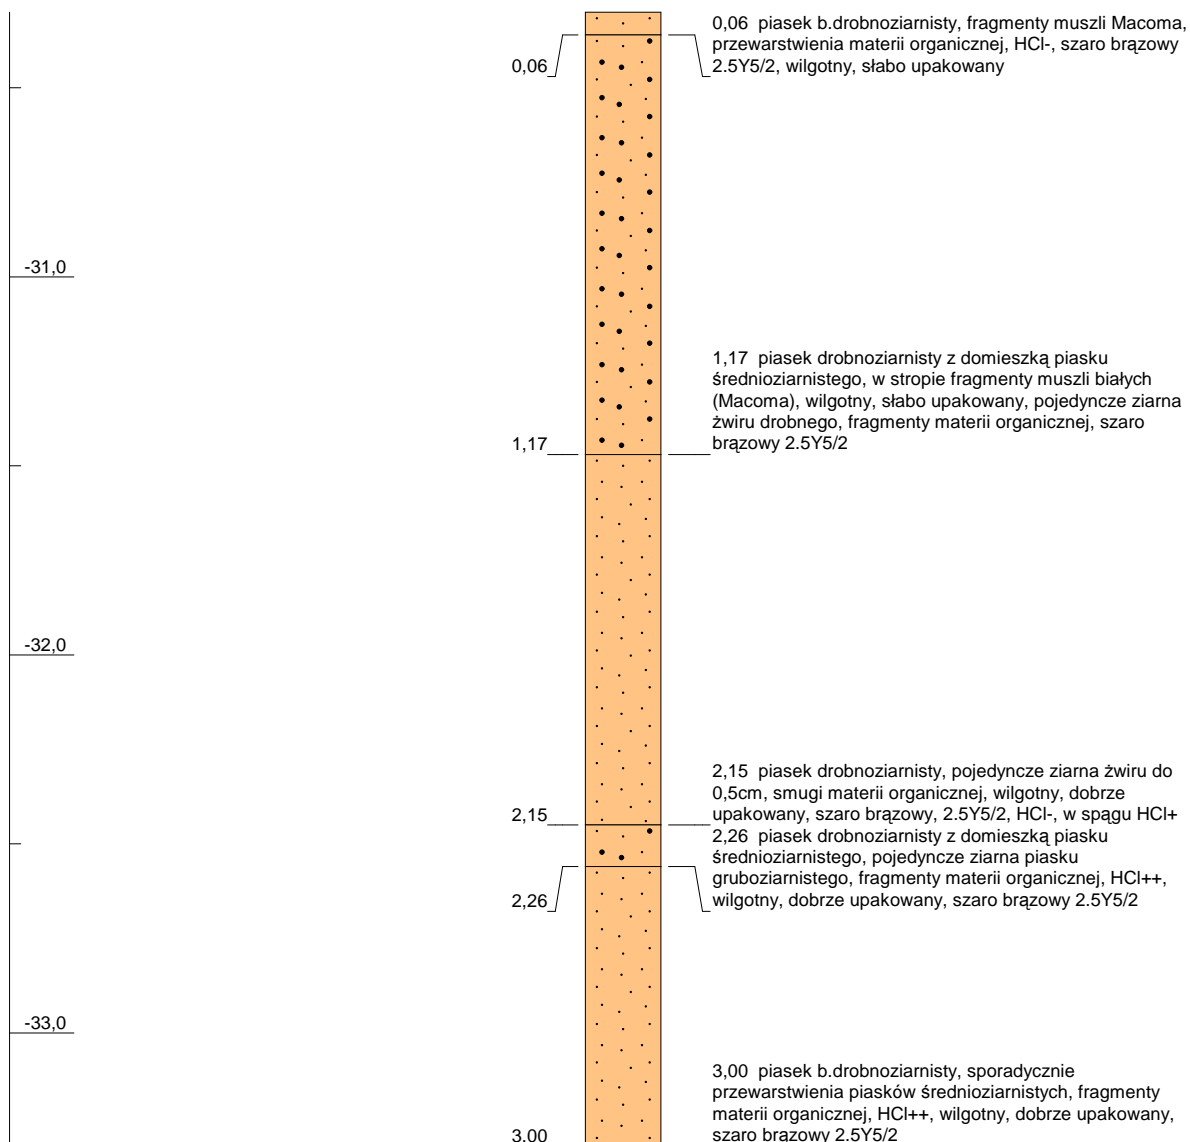 0,06 piasek b.drobnoziarnisty, fragmenty muszli Macoma,
przewarstwienia materii organicznej, HCl-, szaro brązowy
2.5Y5/2, wilgotny, słabo upakowany
0,06
-31,0
1,17 piasek drobnoziarnisty z domieszką piasku
średnioziarnistego, w stropie fragmenty muszli białych
(Macoma), wilgotny, słabo upakowany, pojedyncze ziarna
żwiru drobnego, fragmenty materii organicznej, szaro
brązowy 2.5Y5/2
1,17
-32,0
2,15 piasek drobnoziarnisty, pojedyncze ziarna żwiru do
0,5cm, smugi materii organicznej, wilgotny, dobrze
upakowany, szaro brązowy, 2.5Y5/2, HCl-, w spągu HCl+
2,15
2,26 piasek drobnoziarnisty z domieszką piasku
średnioziarnistego, pojedyncze ziarna piasku
gruboziarnistego, fragmenty materii organicznej, HCl++,
wilgotny, dobrze upakowany, szaro brązowy 2.5Y5/2
2,26
-33,0
3,00 piasek b.drobnoziarnisty, sporadycznie
przewarstwienia piasków średnioziarnistych, fragmenty
materii organicznej, HCl++, wilgotny, dobrze upakowany,
szaro brązowy 2.5Y5/2
3,00